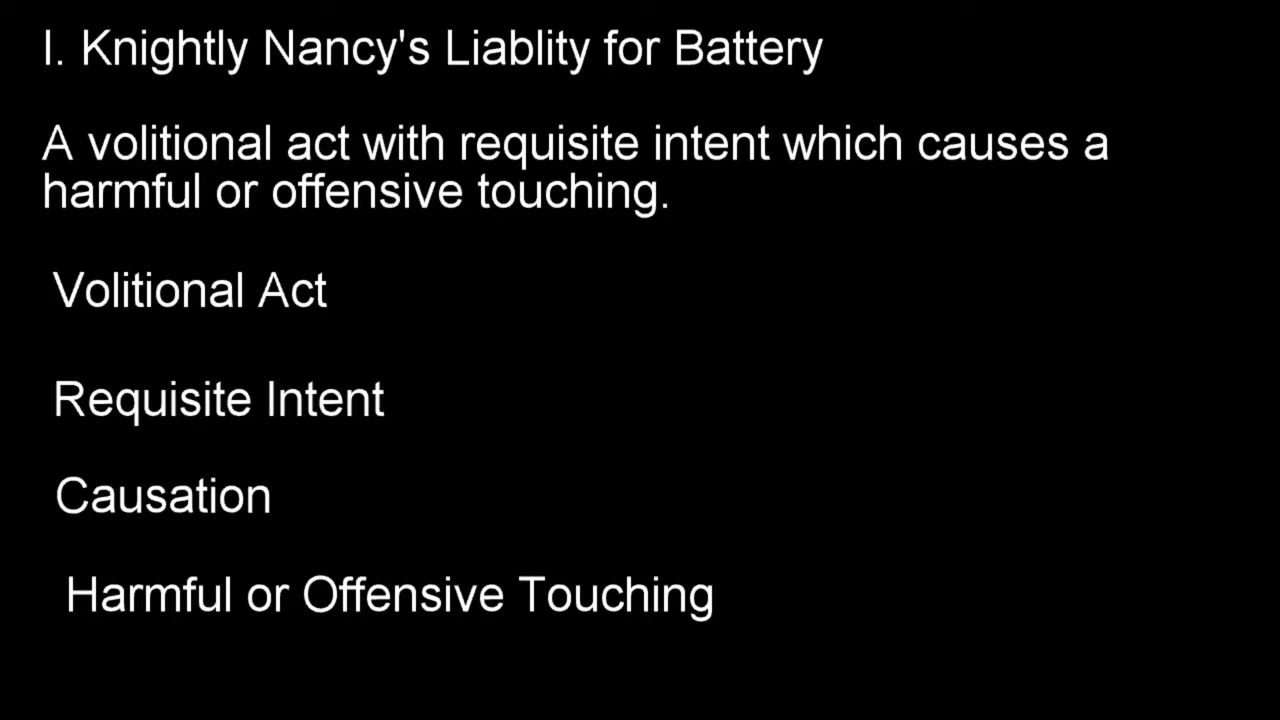 I. Knightly Nancy's Liablity for Battery
A volitional act with requisite intent which causes a
harmful or offensive touching.
Volitional Act
Requisite Intent
Causation
Harmful or Offensive Touching